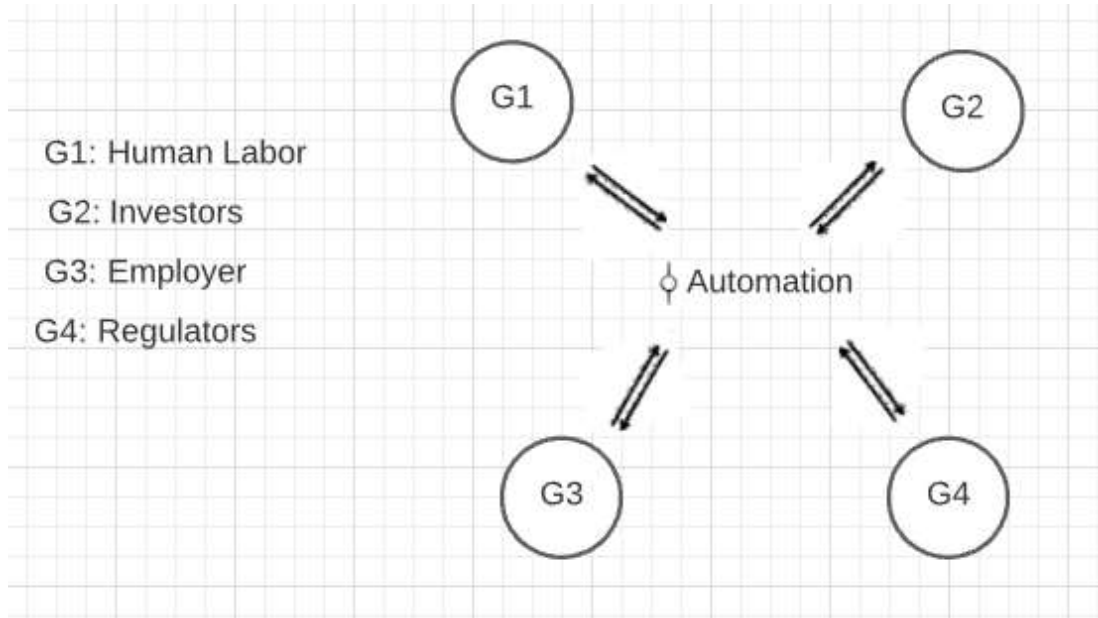 G1
G2
G1: Human Labor
G2: Investors
G3: Employer
G4: Regulators
Automation
G3
G4